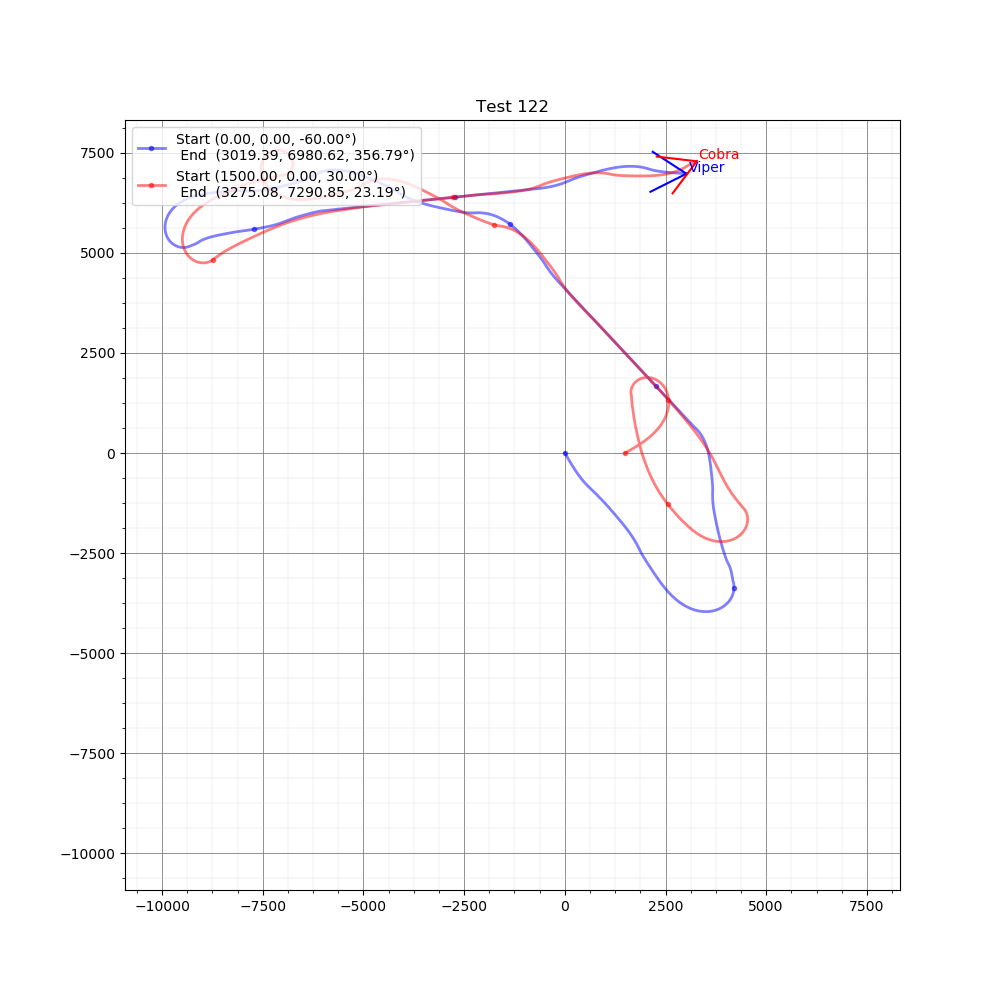 Test 122
Start (0.00, 0.00, -60.00°)
End  (3019.39, 6980.62, 356.79°)
Start (1500.00, 0.00, 30.00°)
End  (3275.08, 7290.85, 23.19°)
Cobra
Viper
7500
5000
2500
0
−2500
−5000
−7500
−10000
−10000 −7500 −5000 −2500 0 2500 5000 7500